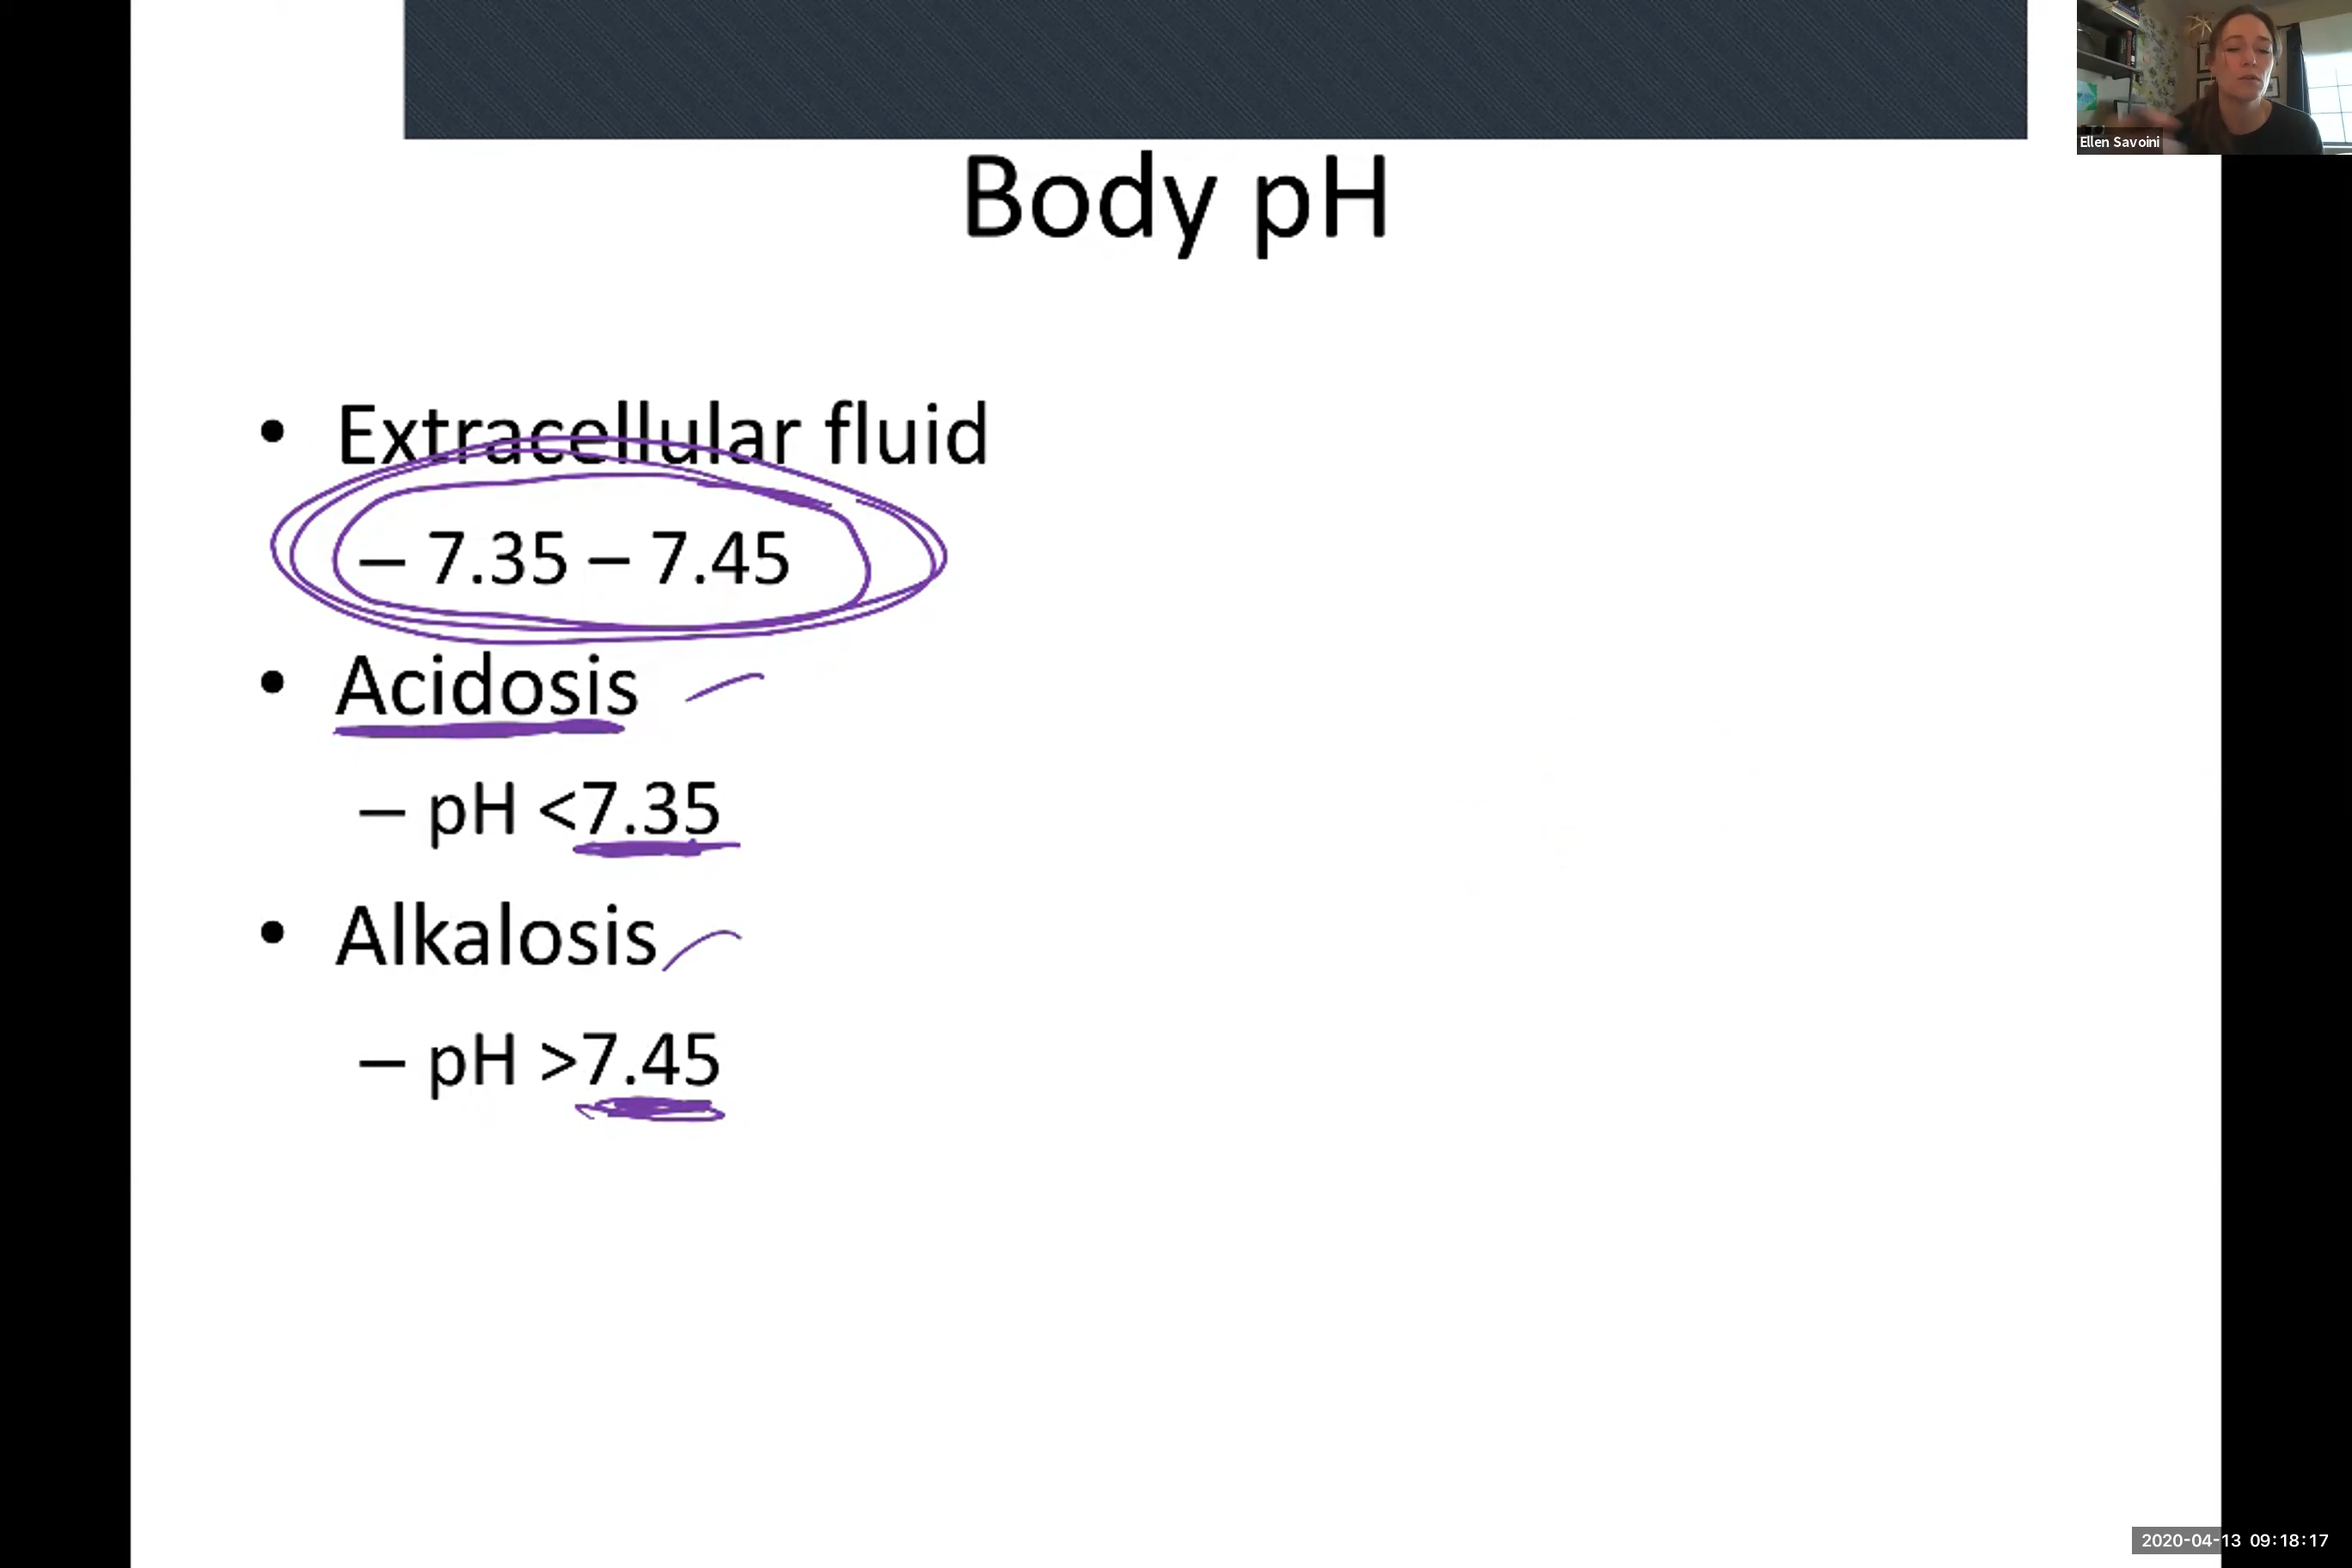 Ellen Savoini
Body pH
• Extracellular fluid
– 7.35 – 7.45
• Acidosis
– pH <7.35
• Alkalosis
– pH >7.45
2020-04-13 09:18:17